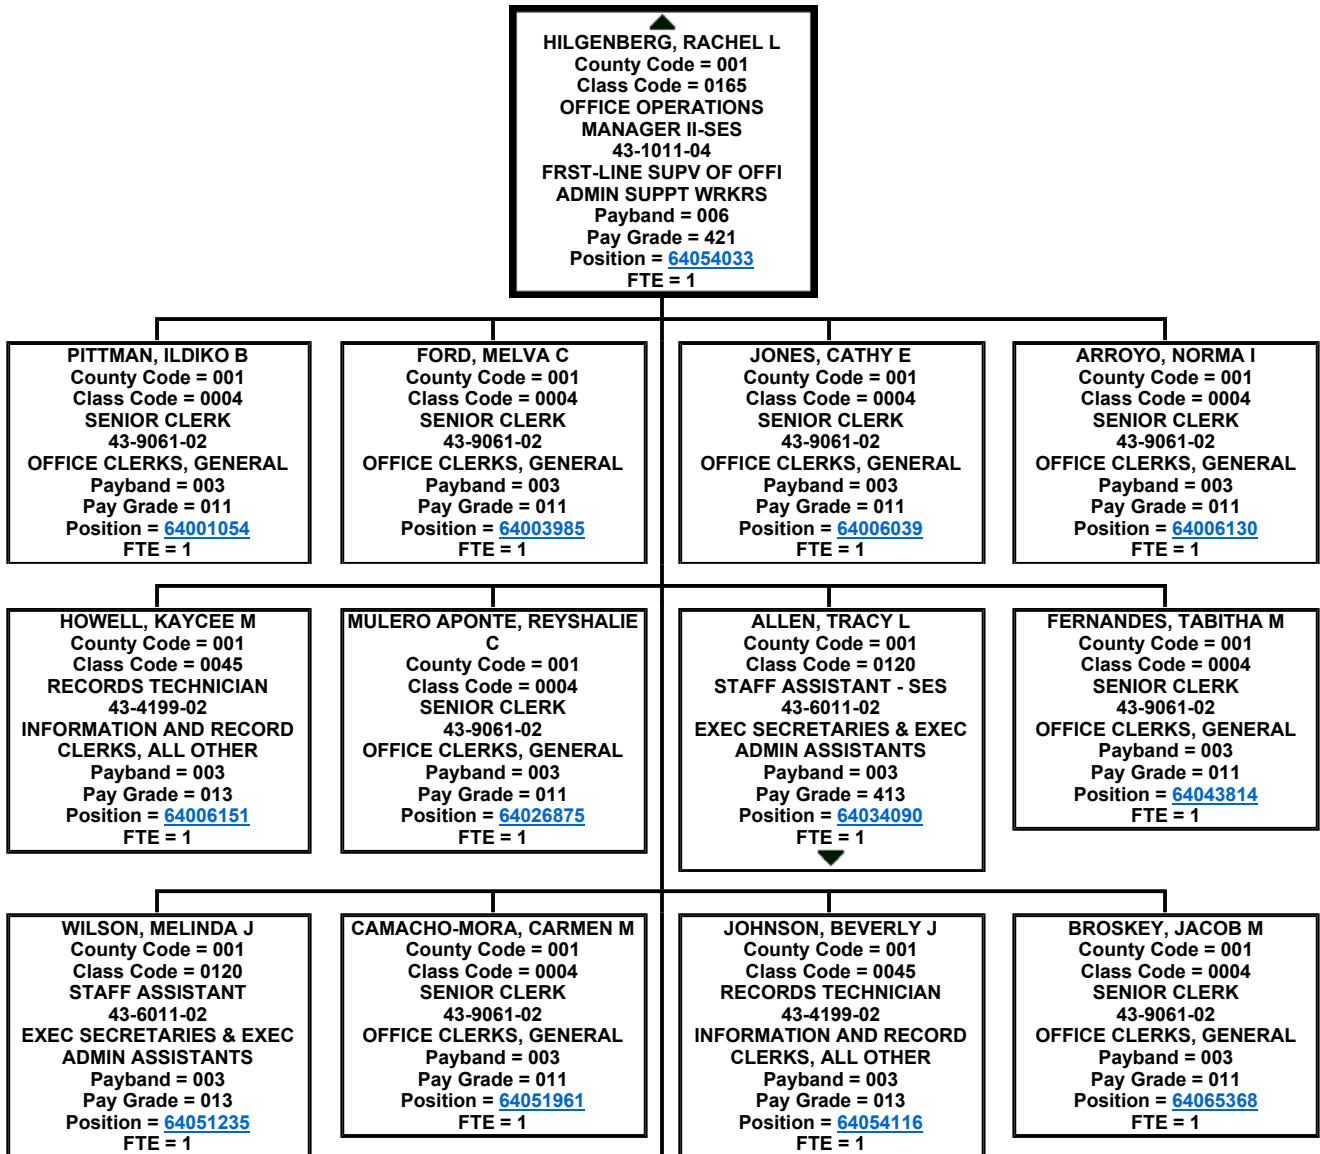 HILGENBERG, RACHEL L
County Code = 001
Class Code = 0165
OFFICE OPERATIONS
MANAGER II-SES
43-1011-04
FRST-LINE SUPV OF OFFI
ADMIN SUPPT WRKRS
Payband = 006
Pay Grade = 421
Position = 64054033
FTE = 1
PITTMAN, ILDIKO B
County Code = 001
Class Code = 0004
SENIOR CLERK
43-9061-02
OFFICE CLERKS, GENERAL
Payband = 003
Pay Grade = 011
Position = 64001054
FTE = 1
FORD, MELVA C
County Code = 001
Class Code = 0004
SENIOR CLERK
43-9061-02
OFFICE CLERKS, GENERAL
Payband = 003
Pay Grade = 011
Position = 64003985
FTE = 1
JONES, CATHY E
County Code = 001
Class Code = 0004
SENIOR CLERK
43-9061-02
OFFICE CLERKS, GENERAL
Payband = 003
Pay Grade = 011
Position = 64006039
FTE = 1
ARROYO, NORMA I
County Code = 001
Class Code = 0004
SENIOR CLERK
43-9061-02
OFFICE CLERKS, GENERAL
Payband = 003
Pay Grade = 011
Position = 64006130
FTE = 1
HOWELL, KAYCEE M
County Code = 001
Class Code = 0045
RECORDS TECHNICIAN
43-4199-02
INFORMATION AND RECORD
CLERKS, ALL OTHER
Payband = 003
Pay Grade = 013
Position = 64006151
FTE = 1
MULERO APONTE, REYSHALIE
C
County Code = 001
Class Code = 0004
SENIOR CLERK
43-9061-02
OFFICE CLERKS, GENERAL
Payband = 003
Pay Grade = 011
Position = 64026875
FTE = 1
ALLEN, TRACY L
County Code = 001
Class Code = 0120
STAFF ASSISTANT - SES
43-6011-02
EXEC SECRETARIES & EXEC
ADMIN ASSISTANTS
Payband = 003
Pay Grade = 413
Position = 64034090
FTE = 1
FERNANDES, TABITHA M
County Code = 001
Class Code = 0004
SENIOR CLERK
43-9061-02
OFFICE CLERKS, GENERAL
Payband = 003
Pay Grade = 011
Position = 64043814
FTE = 1
WILSON, MELINDA J
County Code = 001
Class Code = 0120
STAFF ASSISTANT
43-6011-02
EXEC SECRETARIES & EXEC
ADMIN ASSISTANTS
Payband = 003
Pay Grade = 013
Position = 64051235
FTE = 1
CAMACHO-MORA, CARMEN M
County Code = 001
Class Code = 0004
SENIOR CLERK
43-9061-02
OFFICE CLERKS, GENERAL
Payband = 003
Pay Grade = 011
Position = 64051961
FTE = 1
JOHNSON, BEVERLY J
County Code = 001
Class Code = 0045
RECORDS TECHNICIAN
43-4199-02
INFORMATION AND RECORD
CLERKS, ALL OTHER
Payband = 003
Pay Grade = 013
Position = 64054116
FTE = 1
BROSKEY, JACOB M
County Code = 001
Class Code = 0004
SENIOR CLERK
43-9061-02
OFFICE CLERKS, GENERAL
Payband = 003
Pay Grade = 011
Position = 64065368
FTE = 1